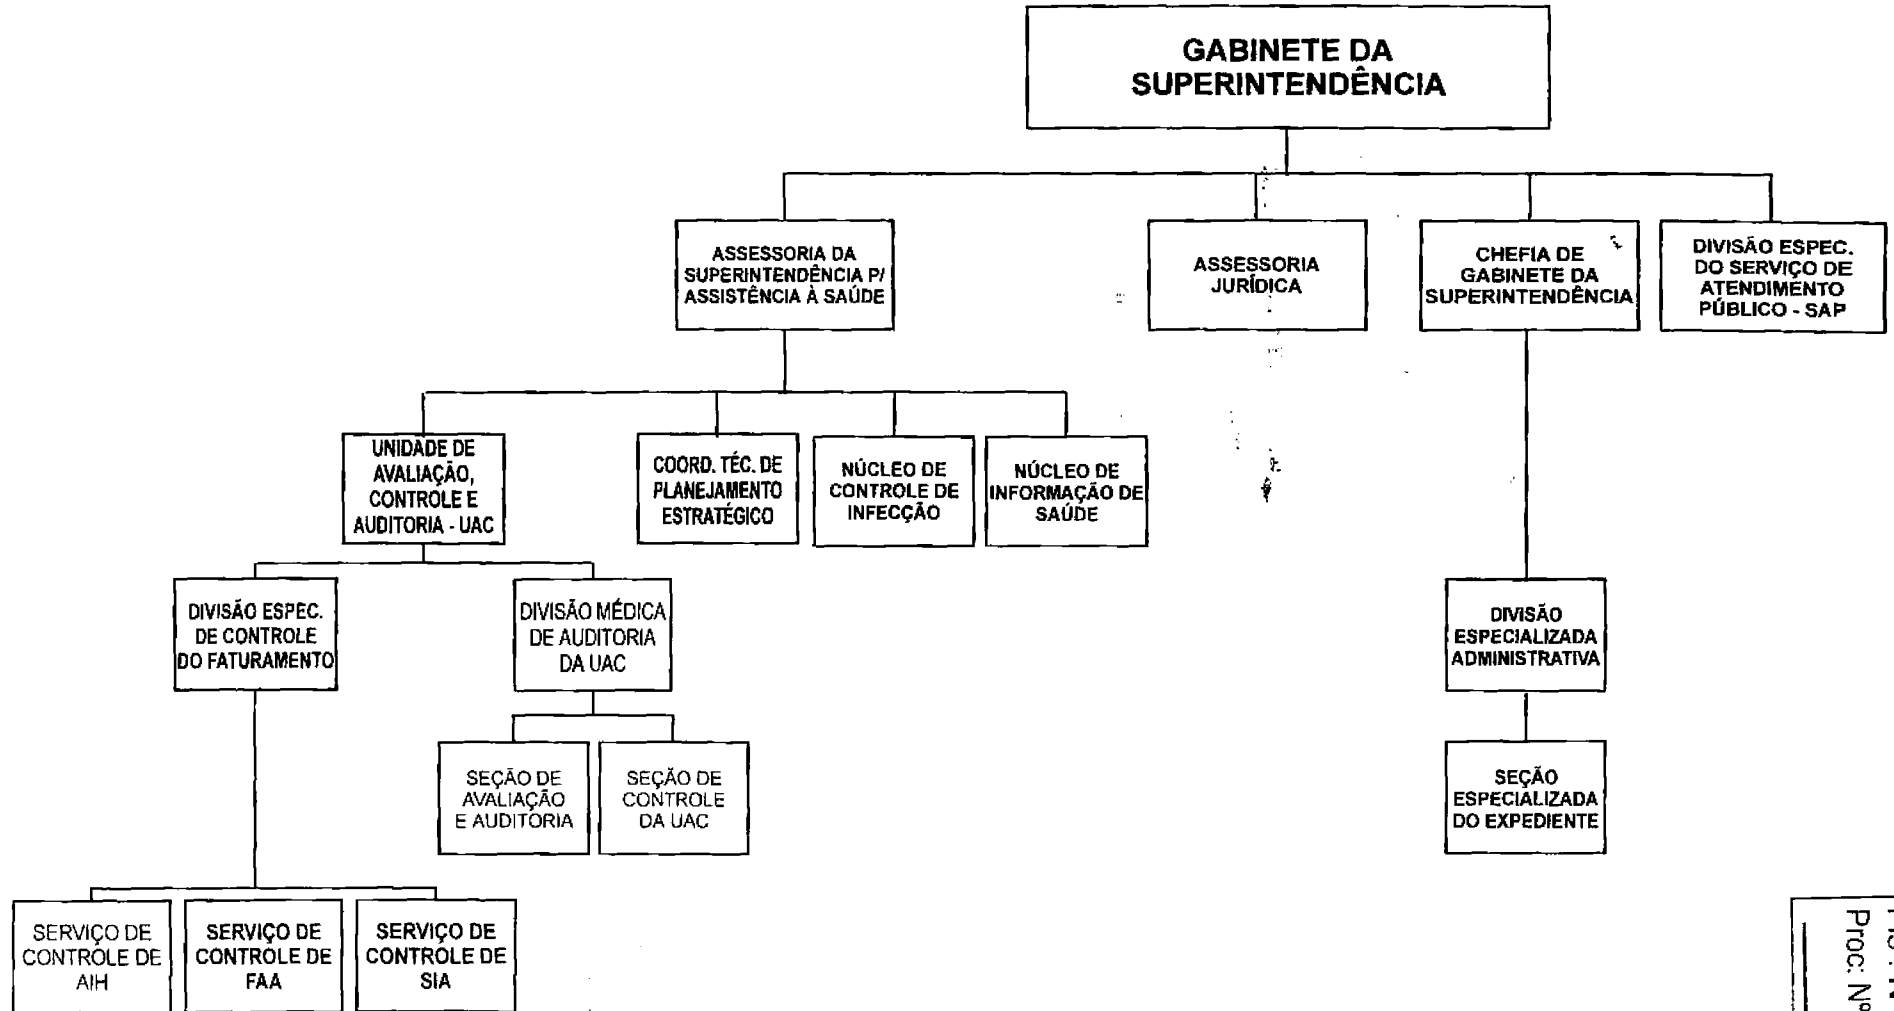 GABINETE DA
SUPERINTENDÊNCIA
ASSESSORIA DA
SUPERINTENDÊNCIA P/
ASSISTÊNCIA À SAÚDE
ASSESSORIA
JURÍDICA
CHEFIA DE
GABINETE DA
SUPERINTENDÊNCIA
DIVISÃO ESPEC.
DO SERVIÇO DE
ATENDIMENTO
PÚBLICO - SAP
UNIDADE DE
AVALIAÇÃO,
CONTROLE E
AUDITORIA - UAC
COORD. TÉC. DE
PLANEJAMENTO
ESTRATÉGICO
NÚCLEO DE
CONTROLE DE
INFECÇÃO
NÚCLEO DE
INFORMAÇÃO DE
SAÚDE
DIVISÃO ESPEC.
DE CONTROLE
DO FATURAMENTO
DIVISÃO MÉDICA
DE AUDITORIA
DA UAC
DIVISÃO
ESPECIALIZADA
ADMINISTRATIVA
SEÇÃO DE
AVALIAÇÃO
E AUDITORIA
SEÇÃO DE
CONTROLE
DA UAC
SEÇÃO
ESPECIALIZADA
DO EXPEDIENTE
SERVIÇO DE
CONTROLE DE
AIH
SERVIÇO DE
CONTROLE DE
FAA
SERVIÇO DE
CONTROLE DE
SIA
Proc: Nº